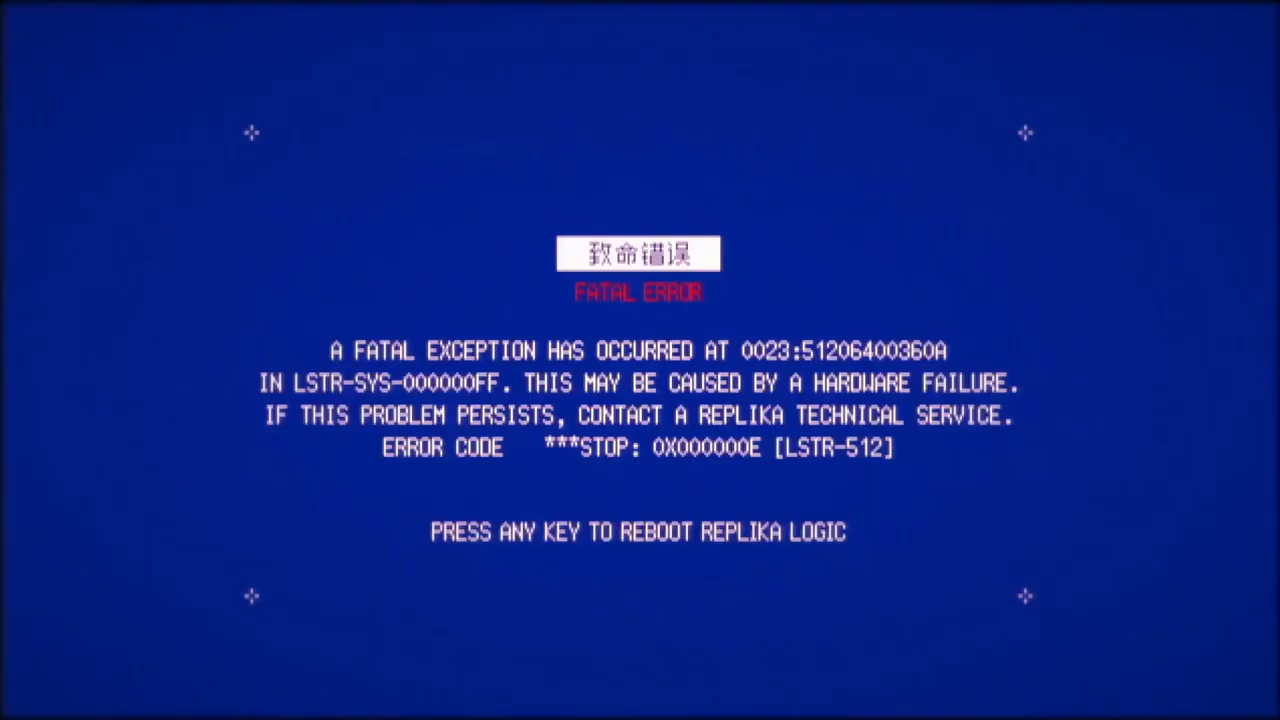 致命错误
FATAL ERROR
A FATAL EXCEPTION HAS OCCURRED AT 0023:51206400360A
IN LSTR-SYS-000000FF. THIS MAY BE CAUSED BY A HARDWARE FAILURE.
IF THIS PROBLEM PERSISTS, CONTACT A REPLIKA TECHNICAL SERVICE.
ERROR CODE ***STOP: 0X000000E [LSTR-512]
PRESS ANY KEY TO REBOOT REPLIKA LOGIC